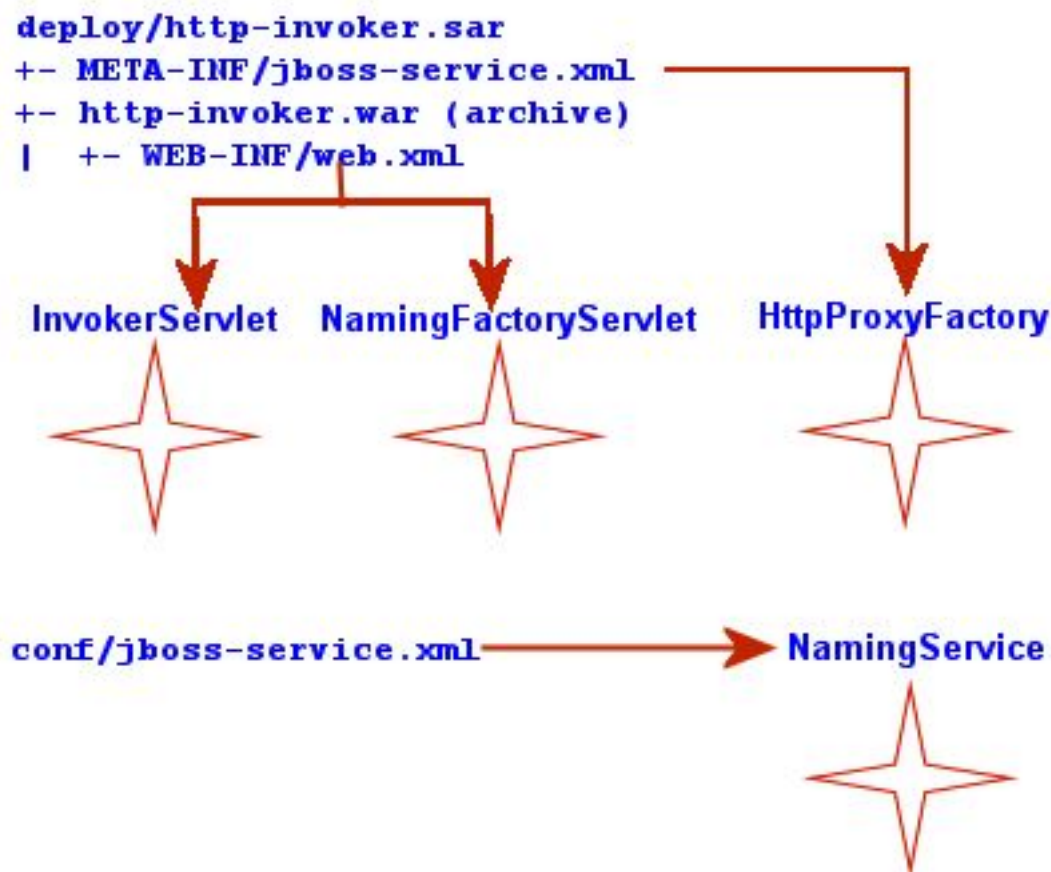 deploy/http-invoker.sar
+- META-INF/jboss-service.xml
+- http-invoker.war (archive)
|  +- WEB-INF/web.xml
InvokerServlet NamingFactoryServlet HttpProxyFactory
conf/jboss-service.xml NamingService